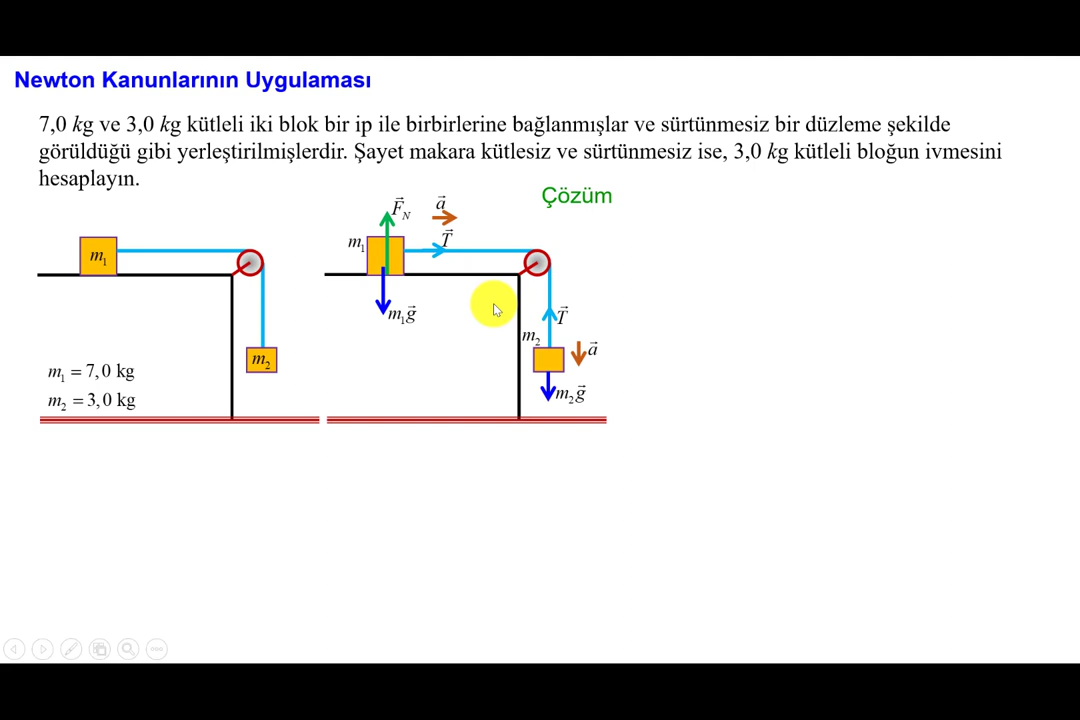 Newton Kanunlarının Uygulaması
7,0 kg ve 3,0 kg kütleli iki blok bir ip ile birbirlerine bağlanmışlar ve sürtünmesiz bir düzleme şekilde
görüldüğü gibi yerleştirilmişlerdir. Şayet makara kütlesiz ve sürtünmesiz ise, 3,0 kg kütleli bloğun ivmesini
hesaplayın.
Çözüm
m₁
m₂
m₁ = 7,0 kg
m₂ = 3,0 kg
F⃗_N
a⃗
m₁
T⃗
m₁g⃗
T⃗
m₂
a⃗
m₂g⃗